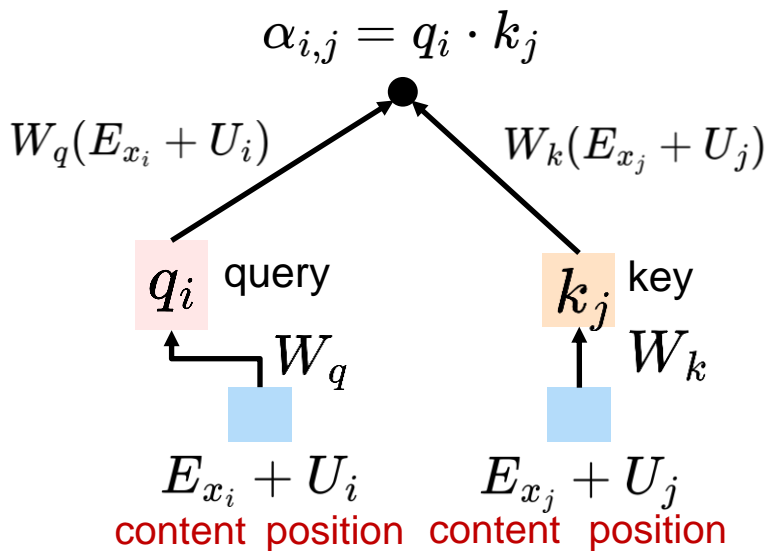 α_{i,j} = q_i · k_j
W_q(E_{x_i} + U_i)
W_k(E_{x_j} + U_j)
q_i query
k_j key
W_q
W_k
E_{x_i} + U_i
E_{x_j} + U_j
content position
content position